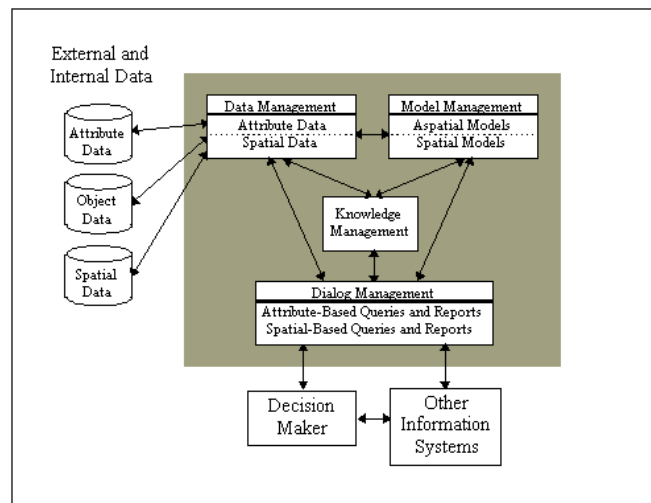 External and
Internal Data
Attribute
Data
Object
Data
Spatial
Data
Data Management
Attribute Data
Spatial Data
Model Management
Aspatial Models
Spatial Models
Knowledge
Management
Dialog Management
Attribute-Based Queries and Reports
Spatial-Based Queries and Reports
Decision
Maker
Other
Information
Systems